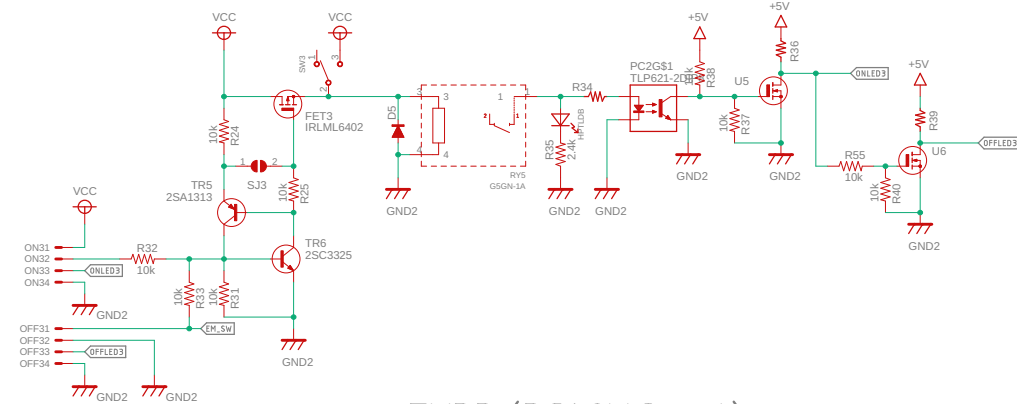 VCC
VCC
+5V
+5V
SW3
1
3
2
R36
ONLED3
PC2G$1
TLP621-2
R38
U5
+5V
R34
FET3
IRLML6402
D5
3
1
4
4
2
1
10k
R24
10k
R37
HPTLDB
R35
2.4k
R39
OFFLED3
U6
RY5
G5GN-1A
1
2
SJ3
10k
R25
R55
10k
10k
R40
TR5
2SA1313
VCC
GND2
GND2
GND2
GND2
GND2
GND2
TR6
2SC3325
ON31
ON32
ON33
ON34
R32
10k
ONLED3
10k
R33
10k
R31
GND2
OFF31
OFF32
OFF33
OFF34
EM_SW
OFFLED3
GND2
GND2
GND2